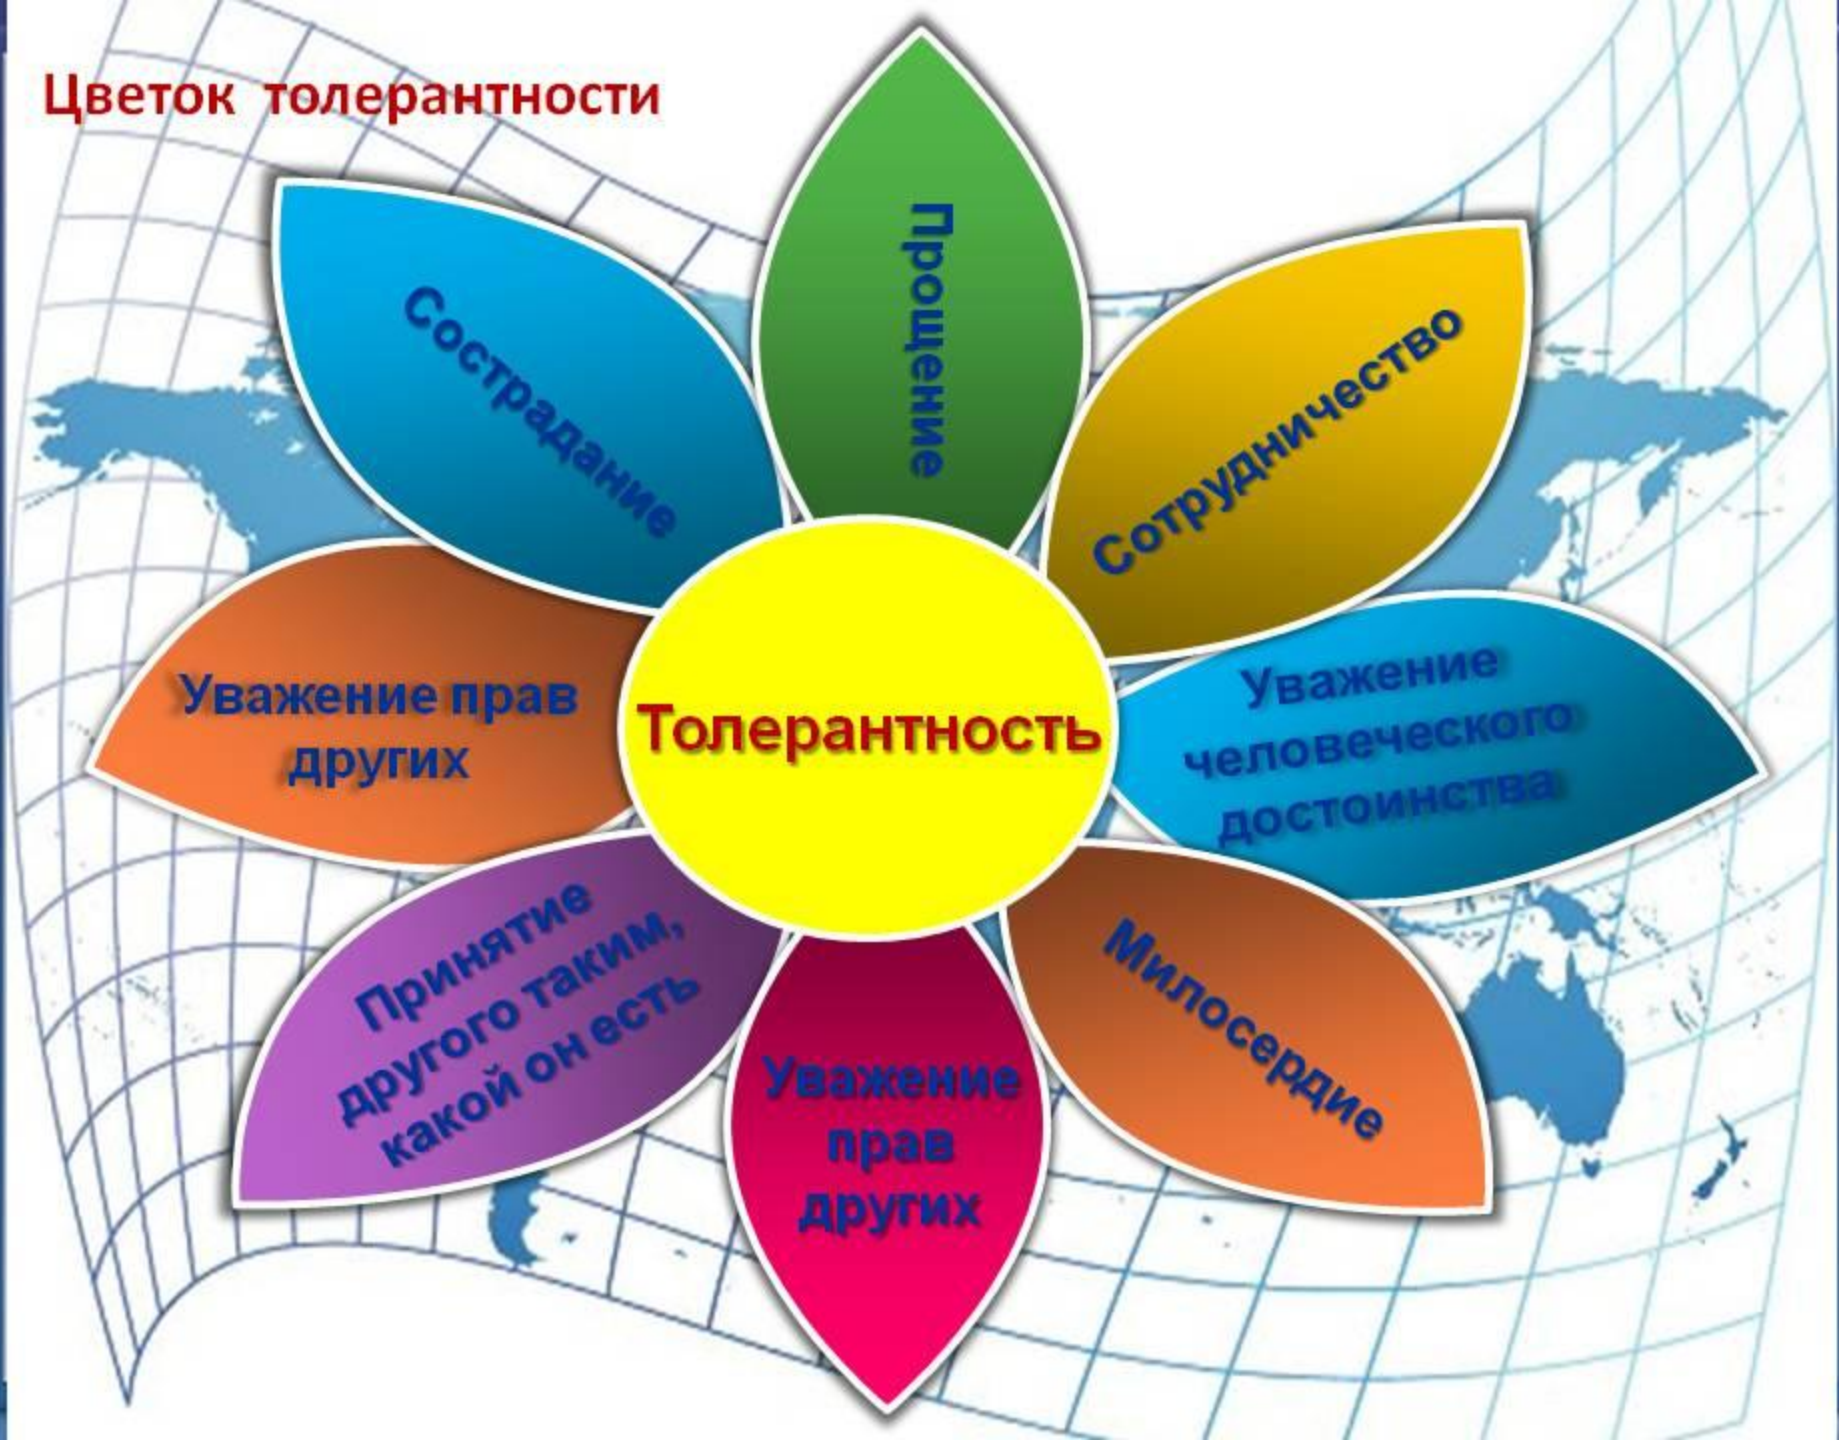 Цветок толерантности
Прощение
Сотрудничество
Уважение
человеческого
достоинства
Милосердие
Уважение
прав
других
Принятие
другого таким,
какой он есть
Уважение прав
других
Сострадание
Толерантность